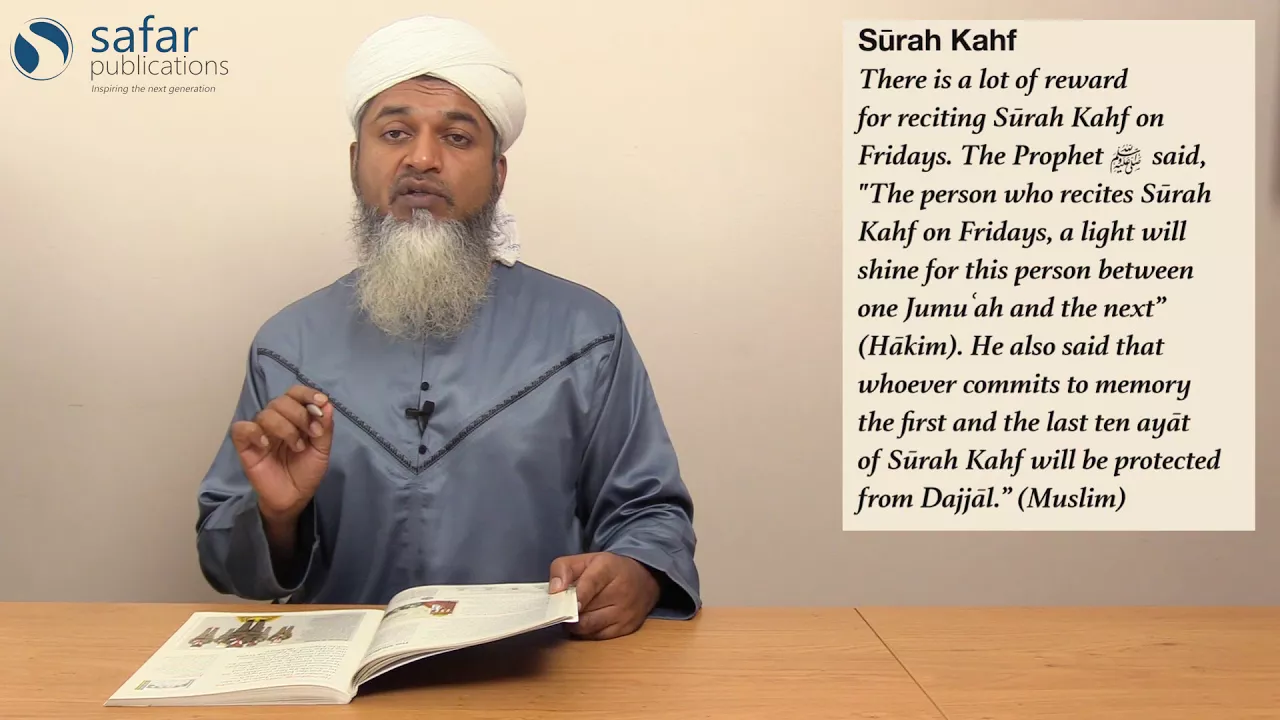 safar
publications
Inspiring the next generation
Sūrah Kahf
There is a lot of reward
for reciting Sūrah Kahf on
Fridays. The Prophet ﷺ said,
"The person who recites Sūrah
Kahf on Fridays, a light will
shine for this person between
one Jumuʿah and the next”
(Hākim). He also said that
whoever commits to memory
the first and the last ten ayāt
of Sūrah Kahf will be protected
from Dajjāl.” (Muslim)